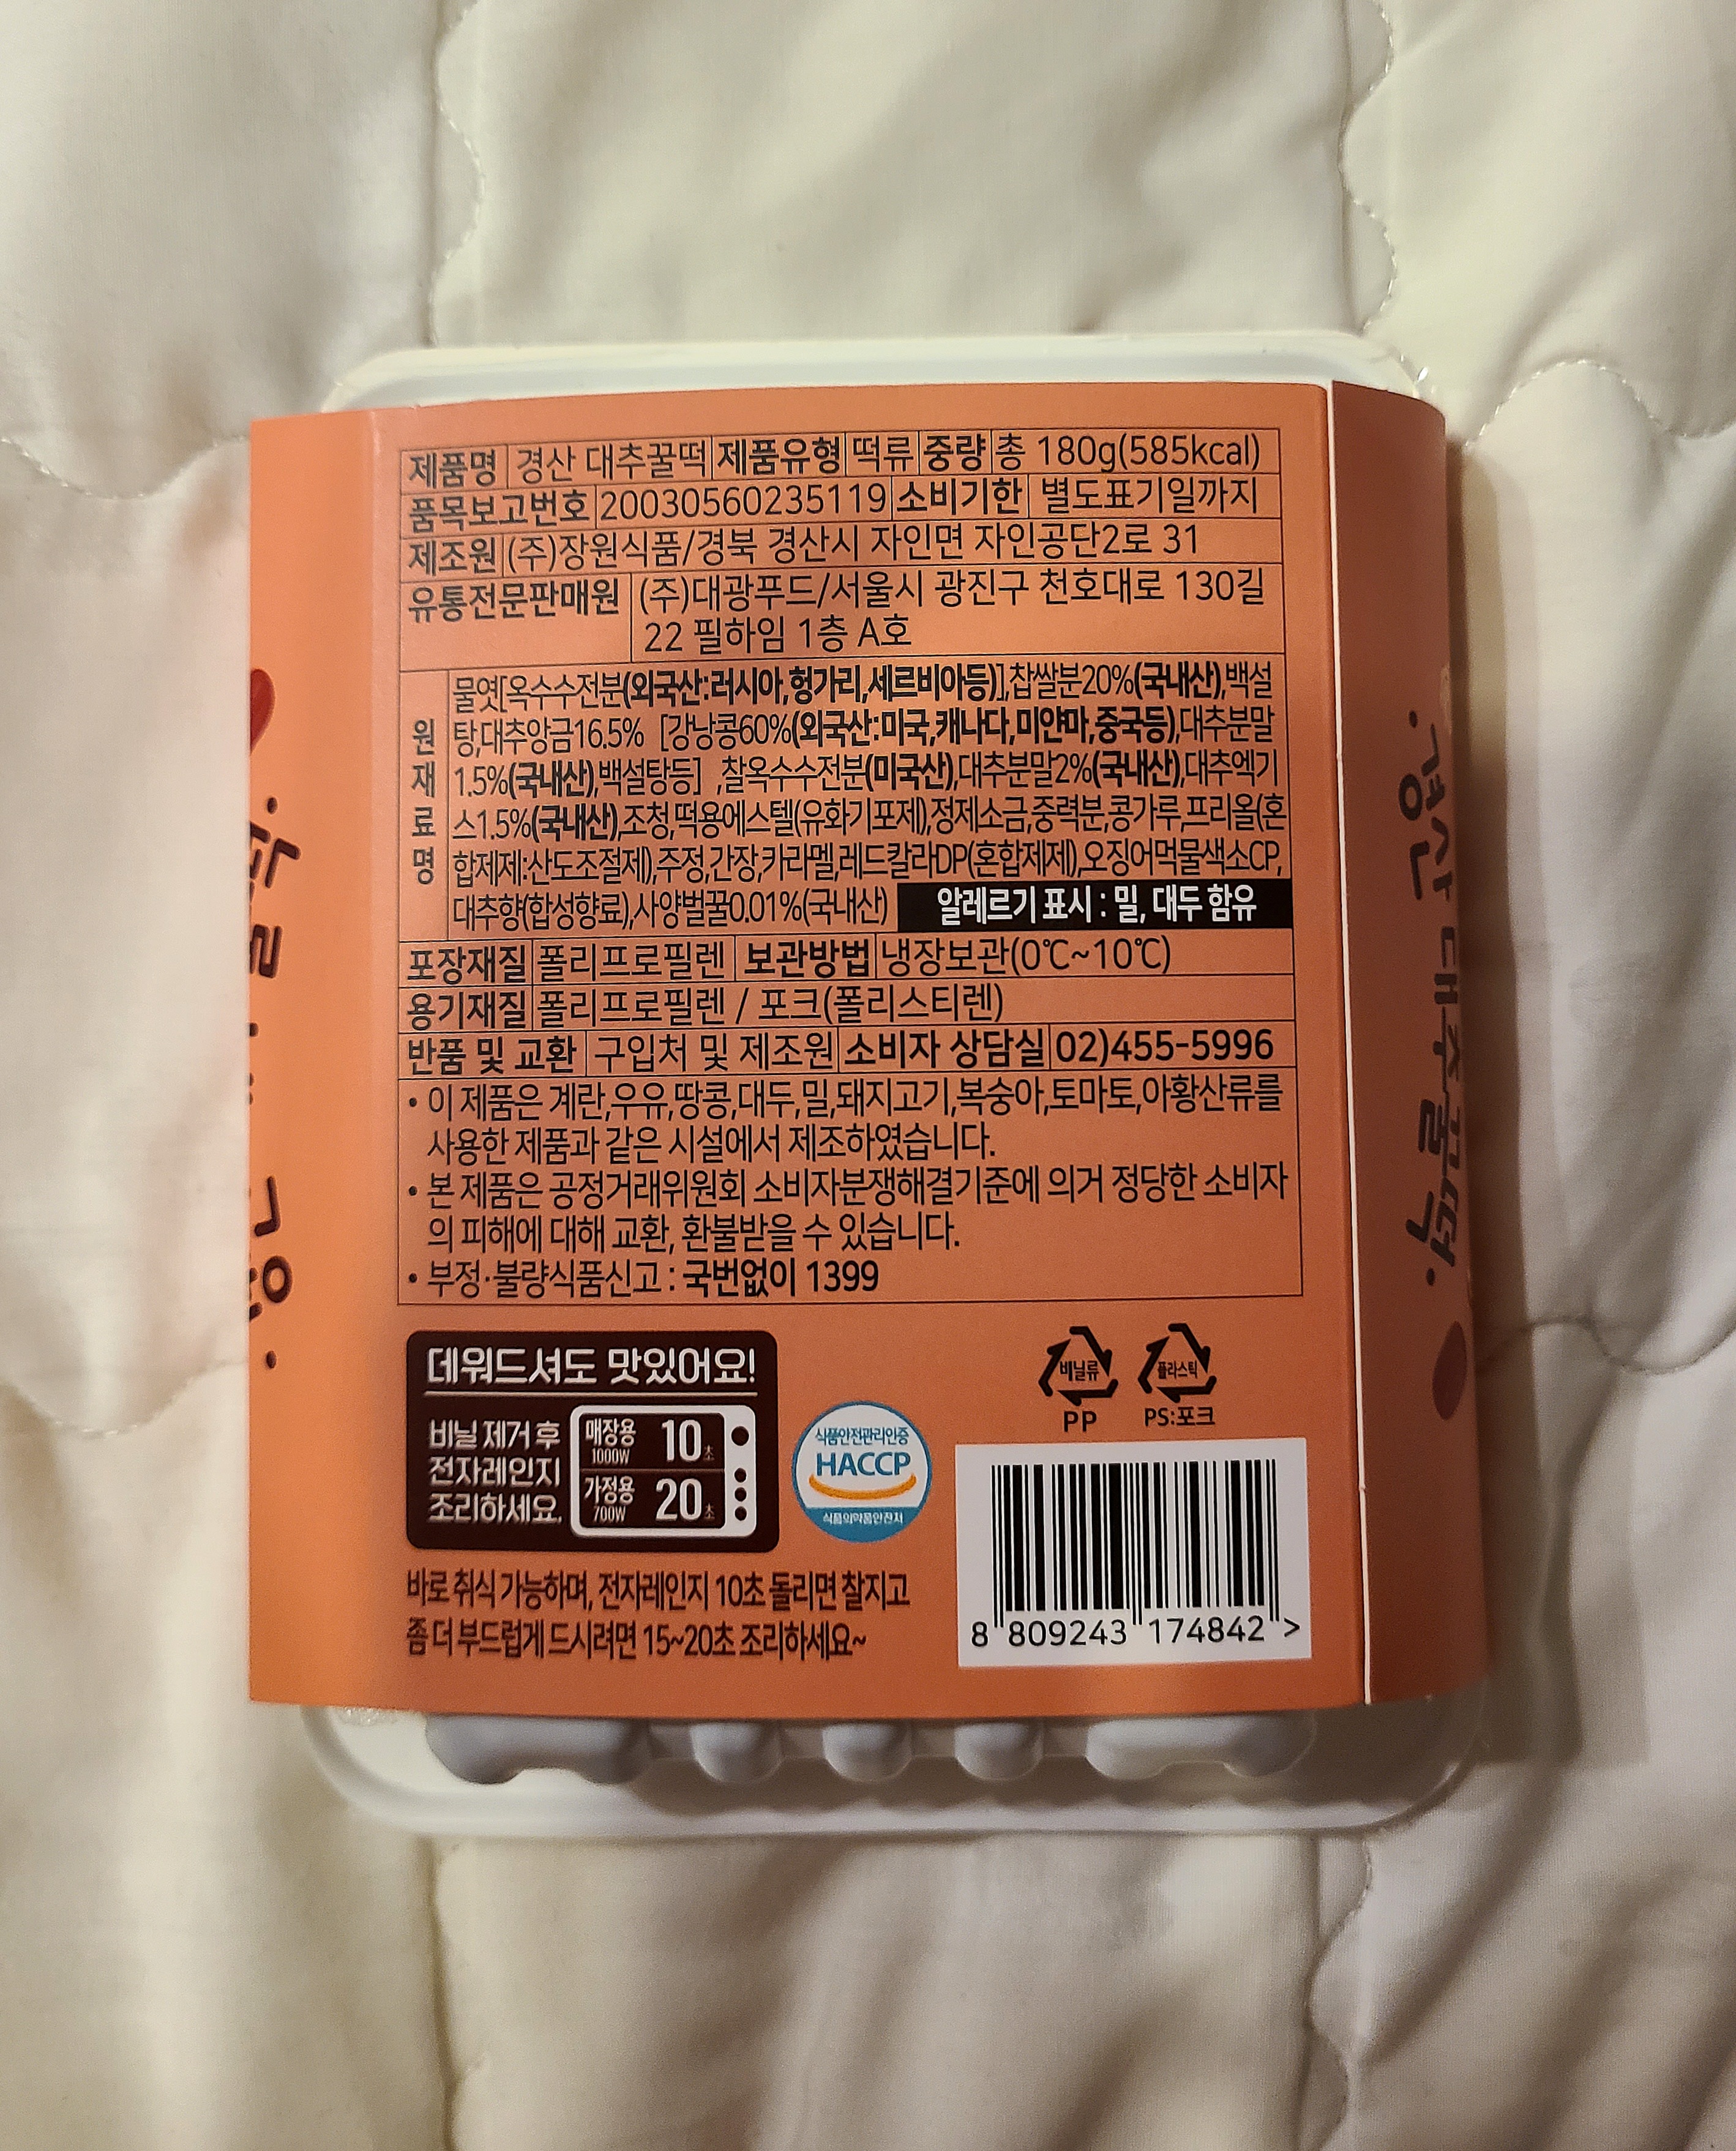 제품명 경산 대추꿀떡 제품유형 떡류 중량 총 180g(585kcal)
품목보고번호 20030560235119 소비기한 별도표기일까지
제조원 (주)장원식품/경북 경산시 자인면 자인공단2로 31
유통전문판매원 (주)대광푸드/서울시 광진구 천호대로 130길
22 필하임 1층 A호
원재료명
물엿[옥수수전분(외국산:러시아,헝가리,세르비아등)],찹쌀분20%(국내산),백설
탕,대추앙금16.5% [강낭콩60%(외국산:미국,캐나다,미얀마,중국등),대추분말
1.5%(국내산),백설탕등] ,찰옥수수전분(미국산),대추분말2%(국내산),대추엑기
스1.5%(국내산),조청,떡용에스텔(유화기포제),정제소금,중력분,콩가루,프리올(혼
합제제:산도조절제),주정,간장,카라멜,레드칼라DP(혼합제제),오징어먹물색소CP,
대추향(합성향료),사양벌꿀0.01%(국내산) 알레르기 표시 : 밀, 대두 함유
포장재질 폴리프로필렌 보관방법 냉장보관(0℃~10℃)
용기재질 폴리프로필렌 / 포크(폴리스티렌)
반품 및 교환 구입처 및 제조원 소비자 상담실 02)455-5996
• 이 제품은 계란,우유,땅콩,대두,밀,돼지고기,복숭아,토마토,아황산류를
사용한 제품과 같은 시설에서 제조하였습니다.
• 본 제품은 공정거래위원회 소비자분쟁해결기준에 의거 정당한 소비자
의 피해에 대해 교환, 환불받을 수 있습니다.
• 부정·불량식품신고 : 국번없이 1399
데워드셔도 맛있어요!
비닐 제거 후
전자레인지
조리하세요.
매장용 1000W 10초
가정용 700W 20초
식품안전관리인증
HACCP
식품의약품안전처
비닐류
PP
플라스틱
PS:포크
바로 취식 가능하며, 전자레인지 10초 돌리면 찰지고
좀 더 부드럽게 드시려면 15~20초 조리하세요~
8 809243 174842 >
경산 대추꿀떡